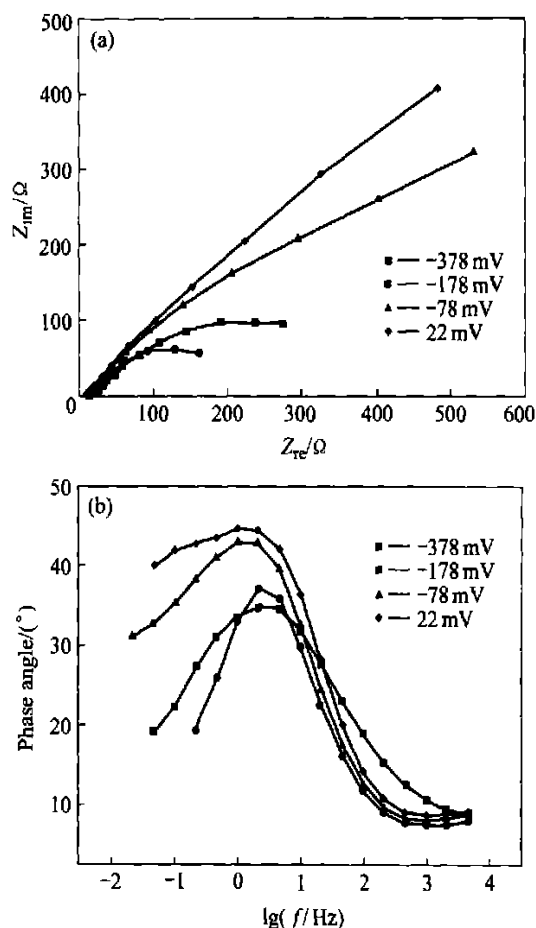 (a)
500
400
300
200
100
0
Z_im/Ω
-378 mV
-178 mV
-78 mV
22 mV
100 200 300 400 500 600
Z_re/Ω
(b)
50
40
30
20
10
Phase angle/(°)
-378 mV
-178 mV
-78 mV
22 mV
-2 -1 0 1 2 3 4
lg(f/Hz)